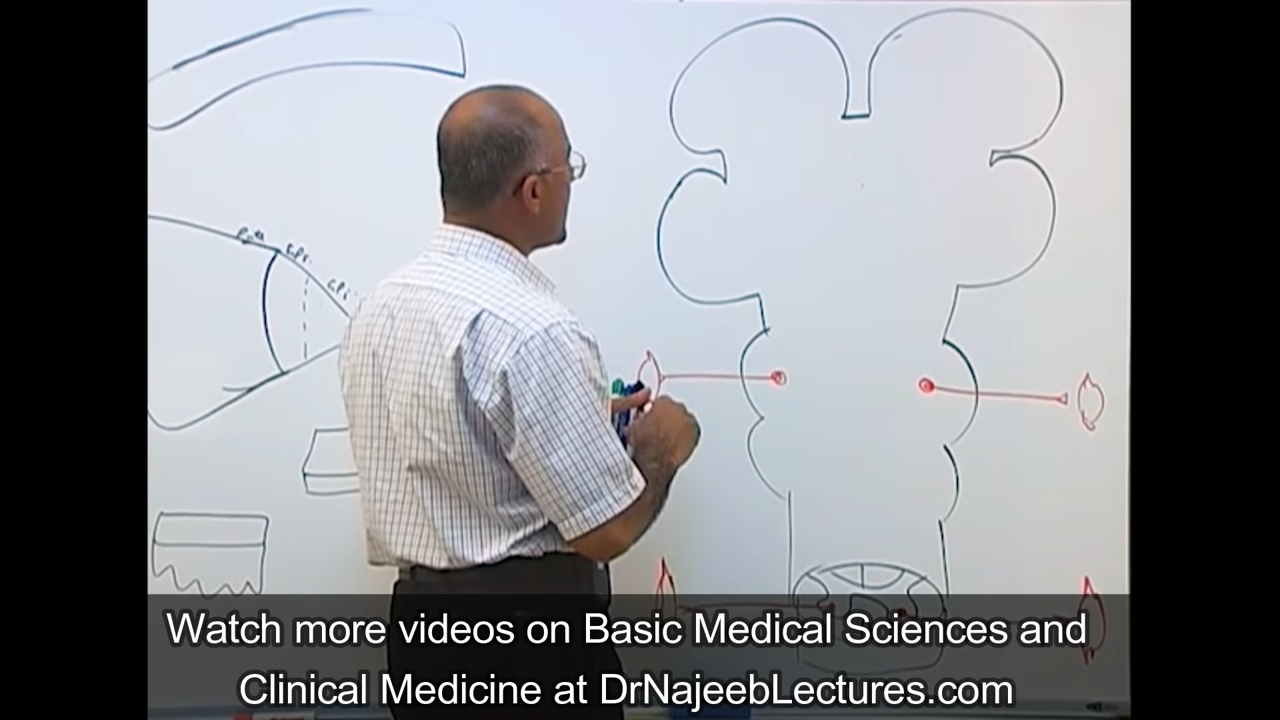 Watch more videos on Basic Medical Sciences and
Clinical Medicine at DrNajeebLectures.com